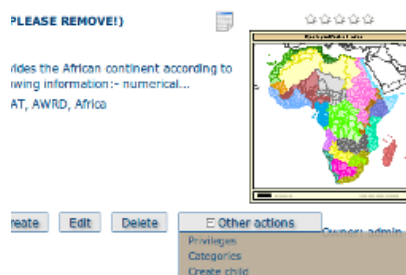 PLEASE REMOVE!)
vides the African continent according to
wing information:- numerical...
AT, AWRD, Africa
reate Edit Delete Other actions
Owner: admin
Privileges
Categories
Create child